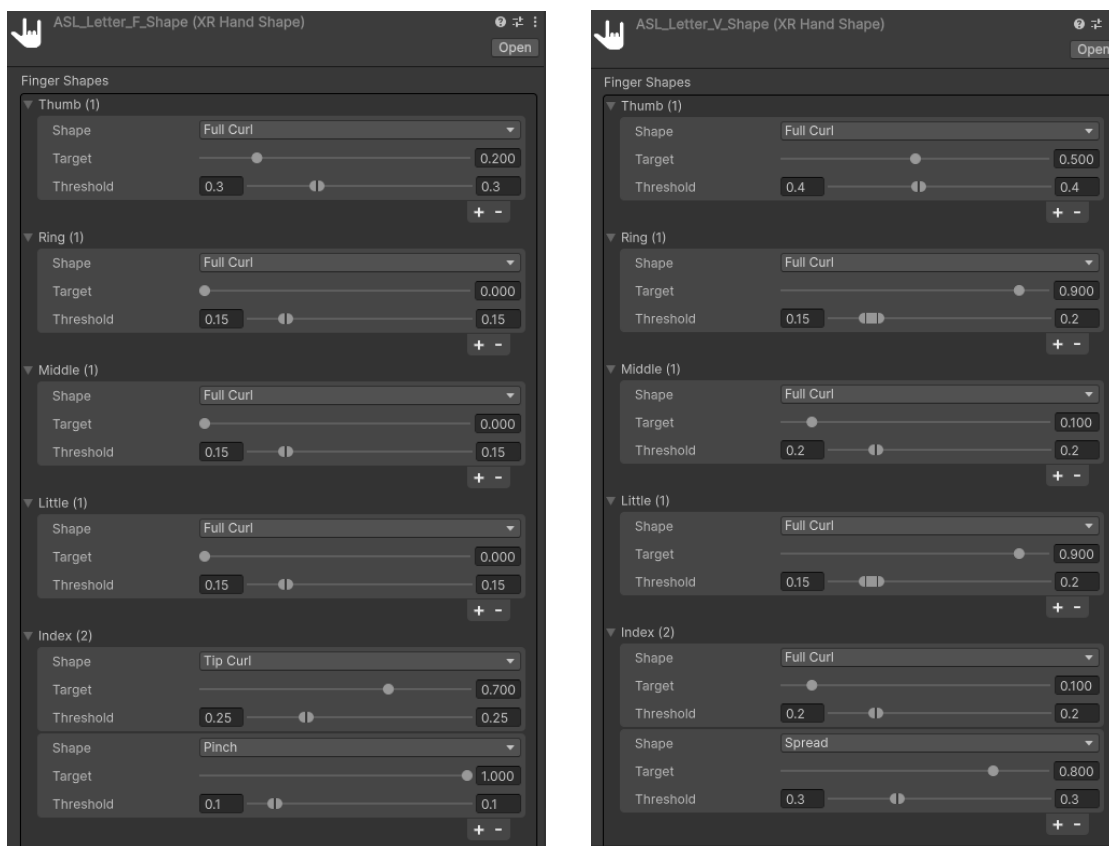 ASL_Letter_F_Shape (XR Hand Shape)
Open
Finger Shapes
Thumb (1)
Shape Full Curl
Target 0.200
Threshold 0.3 0.3
+ -
Ring (1)
Shape Full Curl
Target 0.000
Threshold 0.15 0.15
+ -
Middle (1)
Shape Full Curl
Target 0.000
Threshold 0.15 0.15
+ -
Little (1)
Shape Full Curl
Target 0.000
Threshold 0.15 0.15
+ -
Index (2)
Shape Tip Curl
Target 0.700
Threshold 0.25 0.25
Shape Pinch
Target 1.000
Threshold 0.1 0.1
+ -
ASL_Letter_V_Shape (XR Hand Shape)
Open
Finger Shapes
Thumb (1)
Shape Full Curl
Target 0.500
Threshold 0.4 0.4
+ -
Ring (1)
Shape Full Curl
Target 0.900
Threshold 0.15 0.2
+ -
Middle (1)
Shape Full Curl
Target 0.100
Threshold 0.2 0.2
+ -
Little (1)
Shape Full Curl
Target 0.900
Threshold 0.15 0.2
+ -
Index (2)
Shape Full Curl
Target 0.100
Threshold 0.2 0.2
Shape Spread
Target 0.800
Threshold 0.3 0.3
+ -